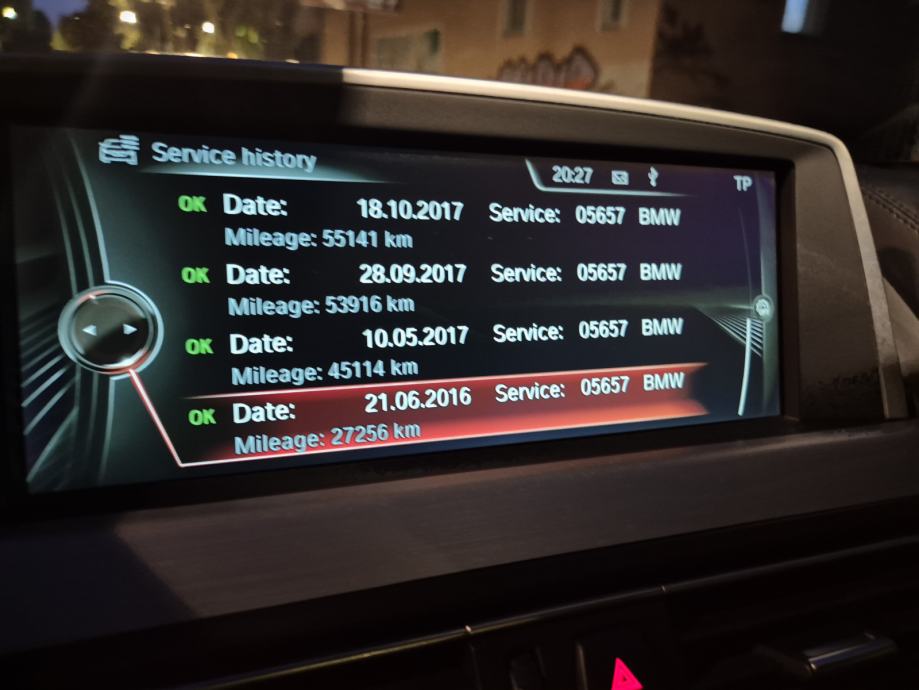 Service history
20:27
TP
OK Date: 18.10.2017 Service: 05657 BMW
Mileage: 55141 km
OK Date: 28.09.2017 Service: 05657 BMW
Mileage: 53916 km
OK Date: 10.05.2017 Service: 05657 BMW
Mileage: 45114 km
OK Date: 21.06.2016 Service: 05657 BMW
Mileage: 27256 km